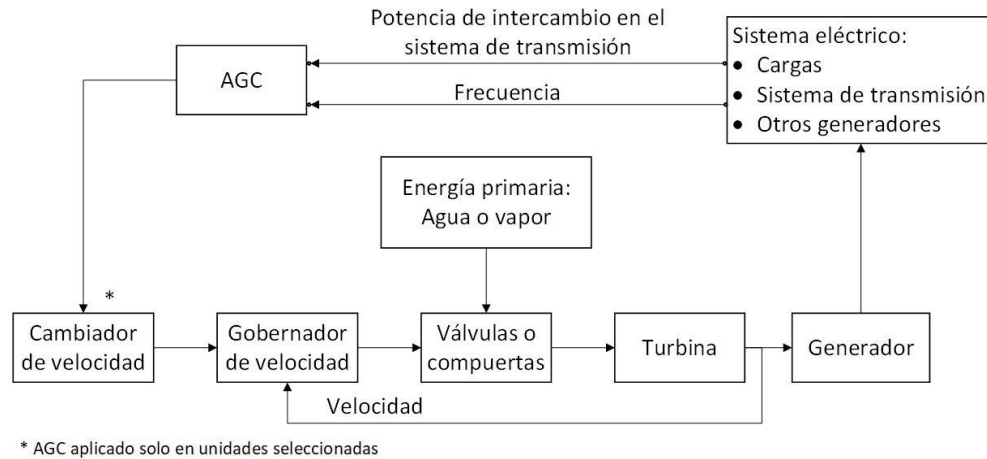 Potencia de intercambio en el
sistema de transmisión
Sistema eléctrico:
● Cargas
● Sistema de transmisión
● Otros generadores
AGC
Frecuencia
Energía primaria:
Agua o vapor
*
Cambiador
de velocidad
Gobernador
de velocidad
Válvulas o
compuertas
Turbina
Generador
Velocidad
* AGC aplicado solo en unidades seleccionadas